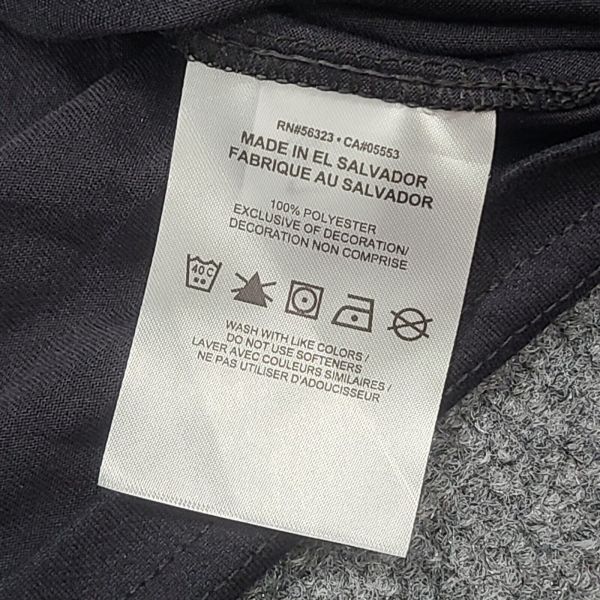 RN#56323 • CA#05553
MADE IN EL SALVADOR
FABRIQUE AU SALVADOR
100% POLYESTER
EXCLUSIVE OF DECORATION/
DECORATION NON COMPRISE
40C
WASH WITH LIKE COLORS /
DO NOT USE SOFTENERS
LAVER AVEC COULEURS SIMILAIRES /
NE PAS UTILISER D'ADOUCISSEUR